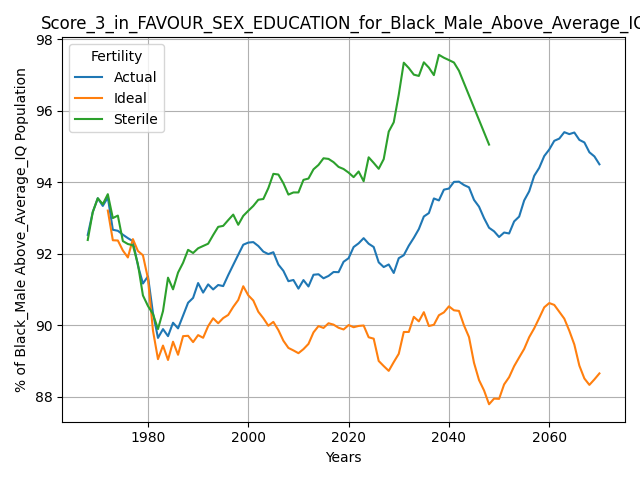 Score_3_in_FAVOUR_SEX_EDUCATION_for_Black_Male_Above_Average_IQ
98
96
94
92
90
88
% of Black_Male Above_Average_IQ Population
Fertility
Actual
Ideal
Sterile
1980
2000
2020
2040
2060
Years